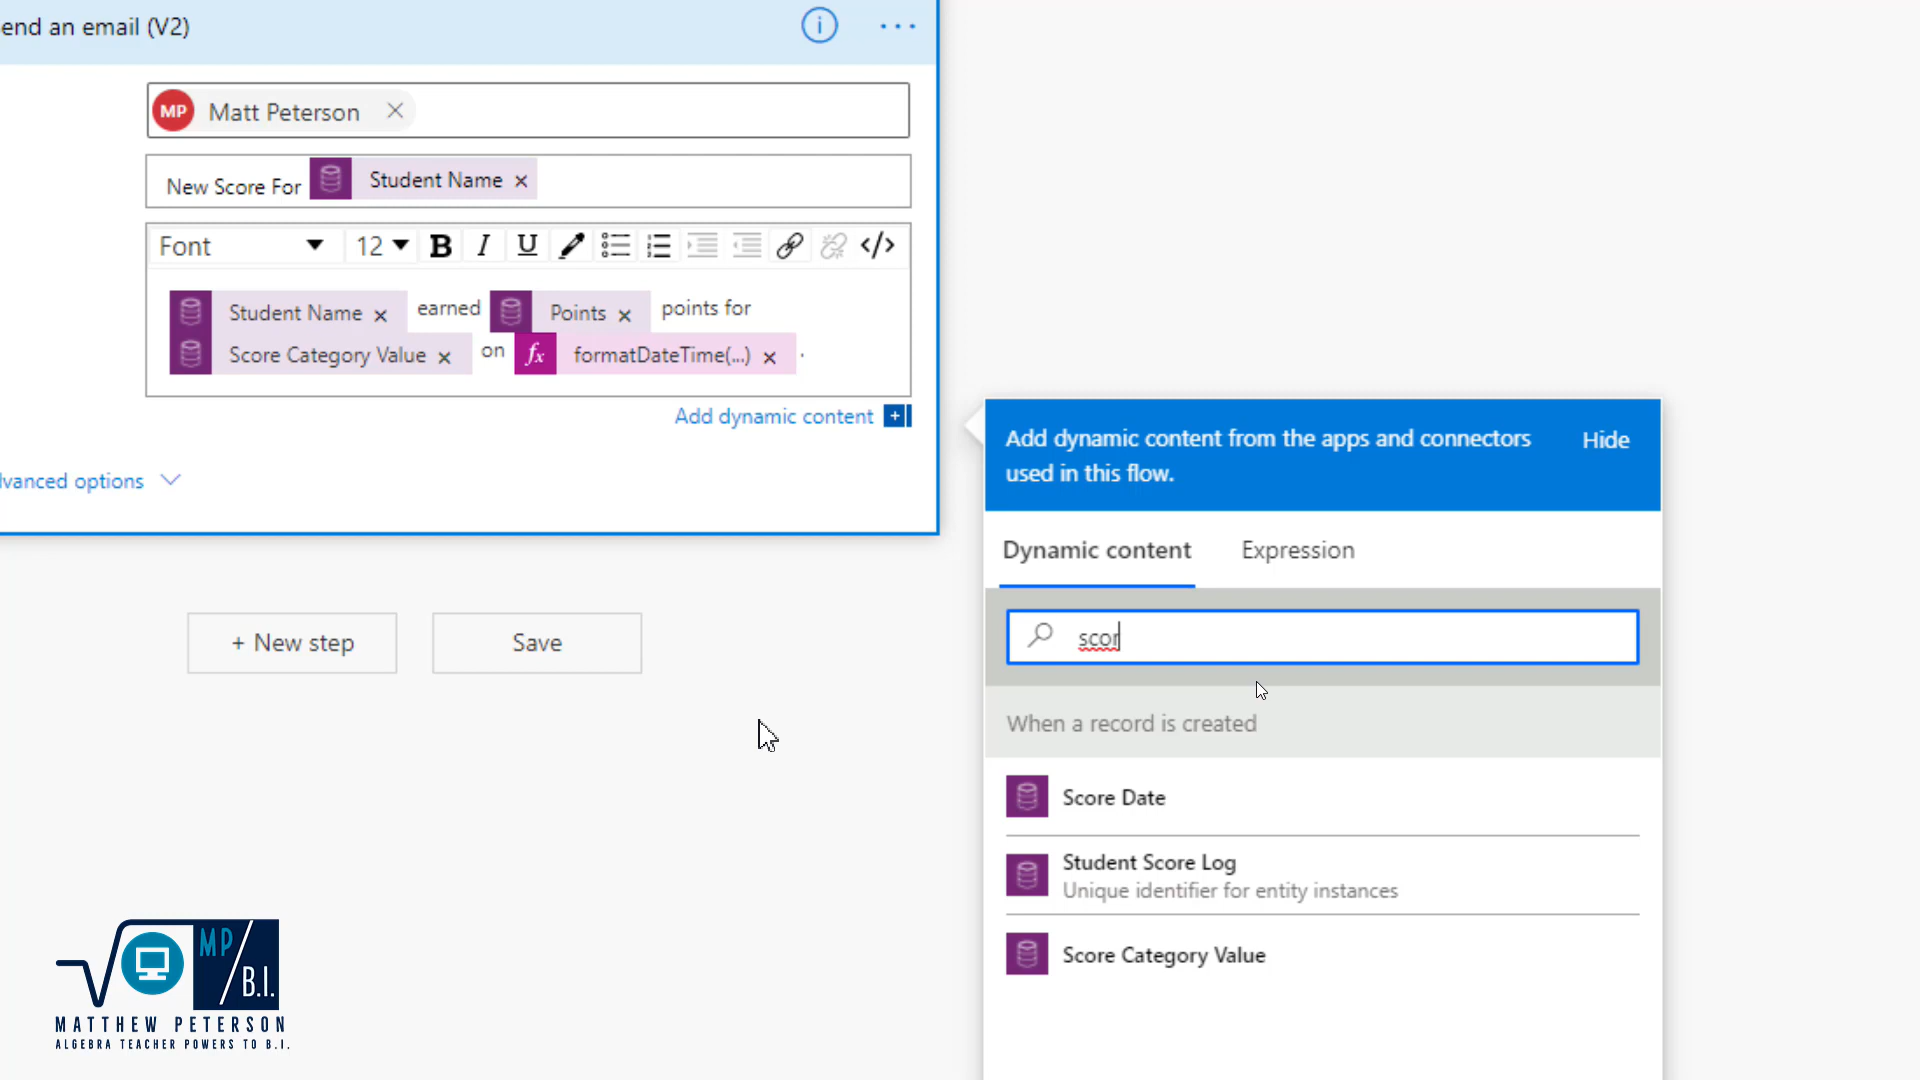 end an email (V2)
MP Matt Peterson
New Score For Student Name
Font 12 B I U </>
Student Name earned Points points for
Score Category Value on fx formatDateTime(...) .
Add dynamic content
dvanced options
+ New step Save
Add dynamic content from the apps and connectors
used in this flow.
Hide
Dynamic content Expression
scor
When a record is created
Score Date
Student Score Log
Unique identifier for entity instances
Score Category Value
MP/B.I.
MATTHEW PETERSON
ALGEBRA TEACHER POWERS TO B.I.